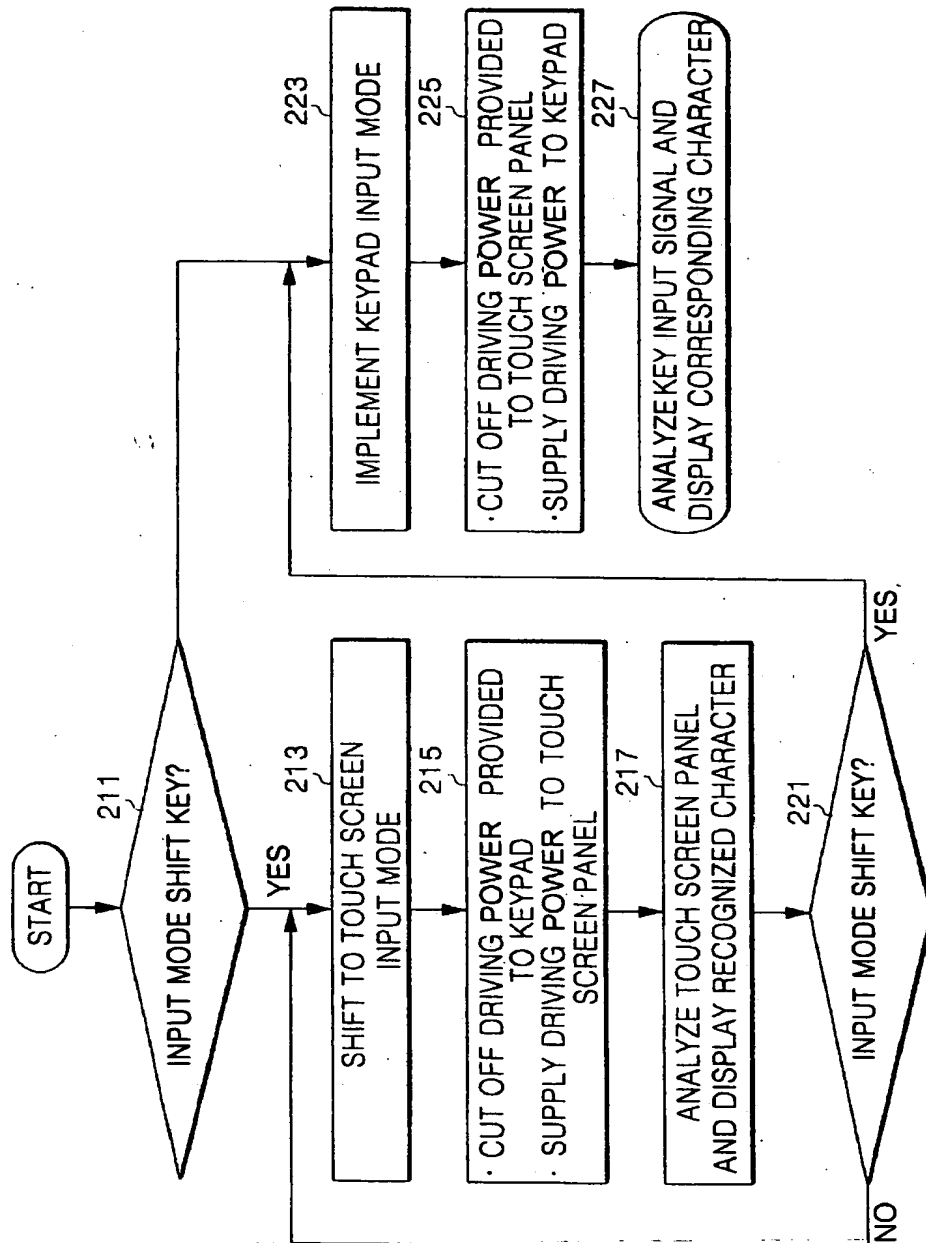 START
211
INPUT MODE SHIFT KEY?
YES
213
SHIFT TO TOUCH SCREEN
INPUT MODE
215
· CUT OFF DRIVING POWER PROVIDED
TO KEYPAD
· SUPPLY DRIVING POWER TO TOUCH
SCREEN PANEL
217
ANALYZE TOUCH SCREEN PANEL
AND DISPLAY RECOGNIZED CHARACTER
221
INPUT MODE SHIFT KEY?
NO
YES
223
IMPLEMENT KEYPAD INPUT MODE
225
·CUT OFF DRIVING POWER PROVIDED
TO TOUCH SCREEN PANEL
·SUPPLY DRIVING POWER TO KEYPAD
227
ANALYZE KEY INPUT SIGNAL AND
DISPLAY CORRESPONDING CHARACTER